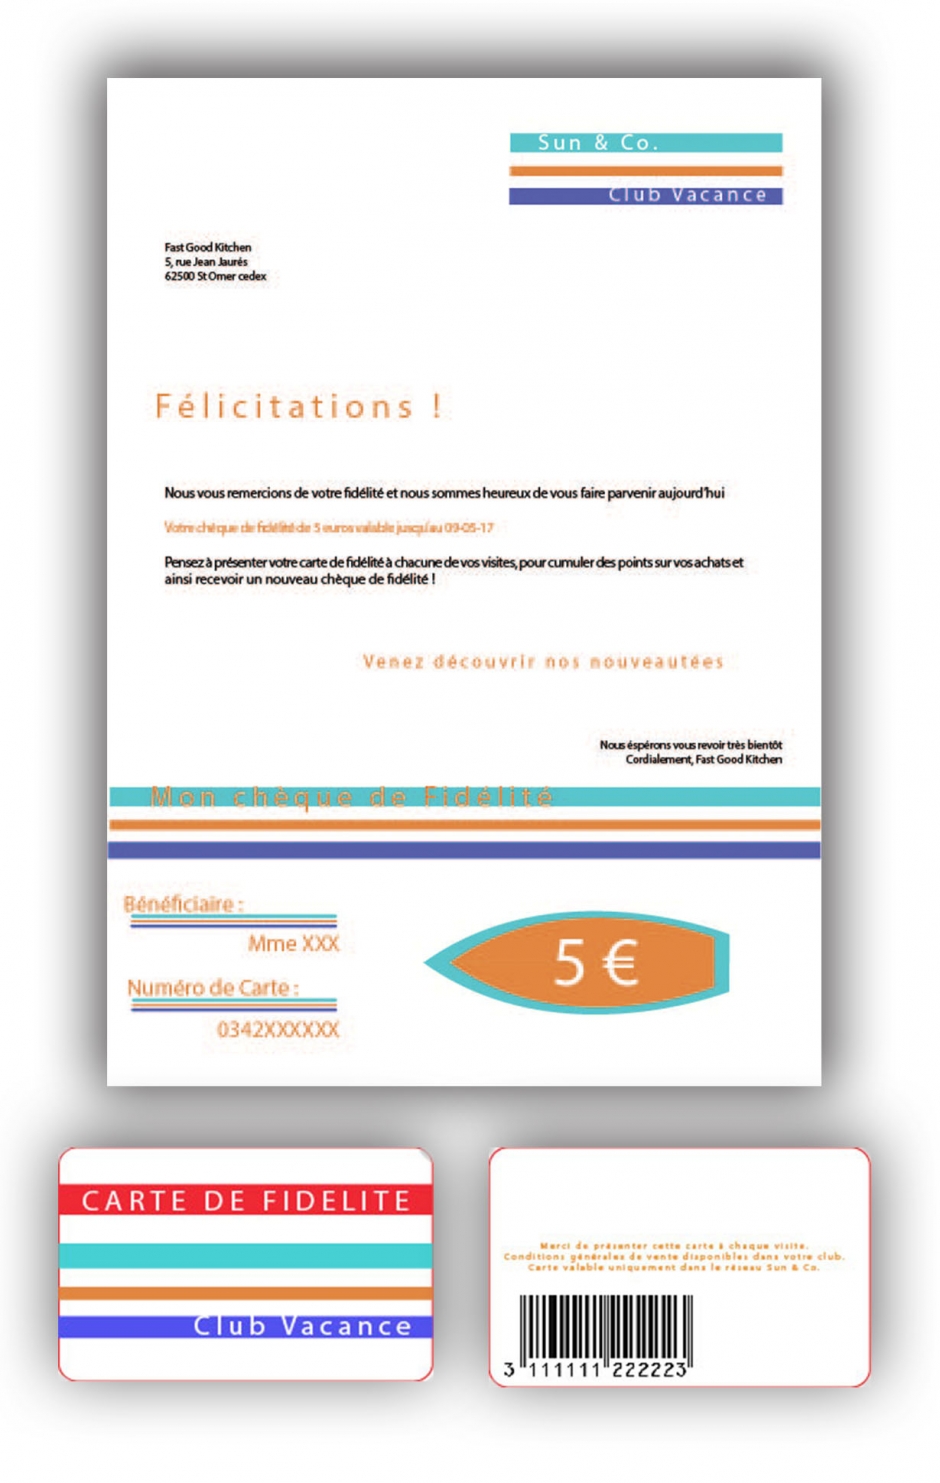 Sun & Co.
Club Vacance
Fast Good Kitchen
5, rue Jean Jaurés
62500 St Omer cedex
Félicitations !
Nous vous remercions de votre fidélité et nous sommes heureux de vous faire parvenir aujourd'hui
Votre chéque de fidélité de 5 euros valable jusqu'au 09-05-17
Pensez à présenter votre carte de fidélité à chacune de vos visites, pour cumuler des points sur vos achats et
ainsi recevoir un nouveau chèque de fidélité !
Venez découvrir nos nouveautées
Nous éspérons vous revoir très bientôt
Cordialement, Fast Good Kitchen
Mon chèque de Fidélité
Bénéficiaire :
Mme XXX
Numéro de Carte :
0342XXXXXX
5 €
CARTE DE FIDELITE
Club Vacance
Merci de présenter cette carte à chaque visite.
Conditions générales de vente disponibles dans votre club.
Carte valable uniquement dans le réseau Sun & Co.
3 111111 222223